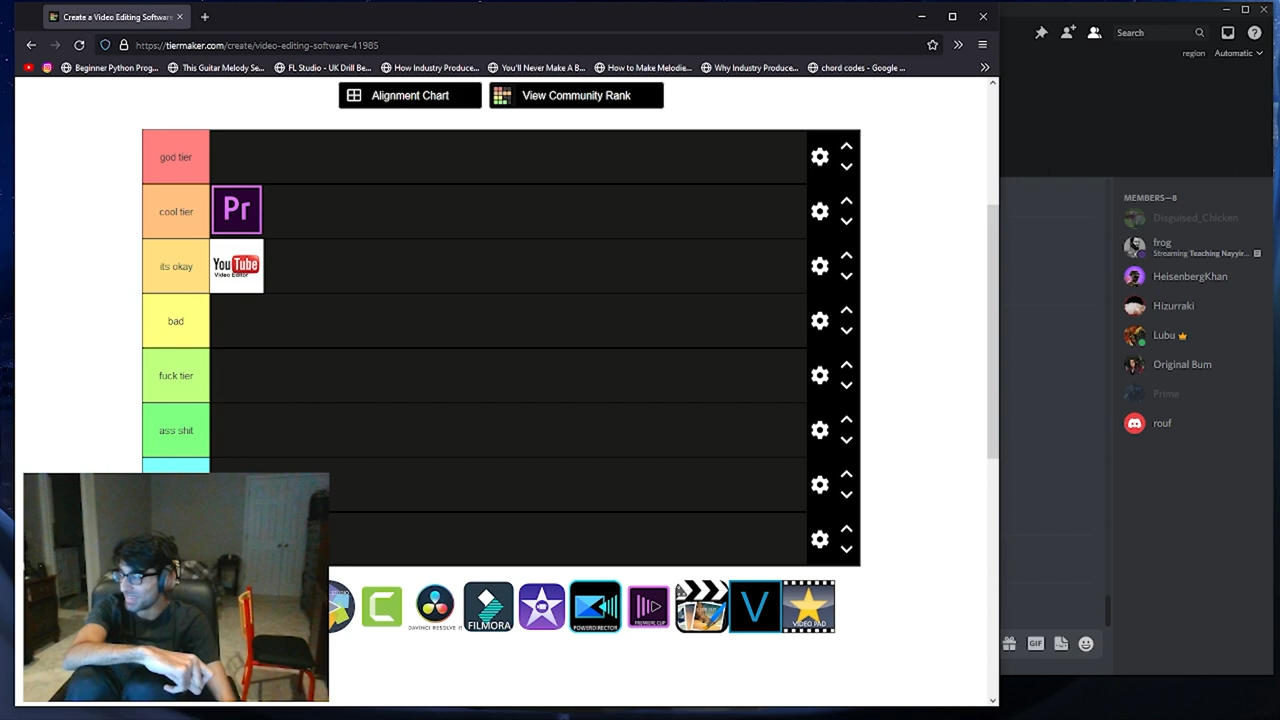 Create a Video Editing Software
https://tiermaker.com/create/video-editing-software-41985
Search
region
Automatic
Beginner Python Prog...
This Guitar Melody Se...
FL Studio - UK Drill Be...
How Industry Produce...
You'll Never Make A B...
How to Make Melodie...
Why Industry Produce...
chord codes - Google ...
Alignment Chart
View Community Rank
god tier
cool tier
Pr
its okay
YouTube
Video Editor
bad
fuck tier
ass shit
MEMBERS—8
Disguised_Chicken
frog
Streaming Teaching Nayyir...
HeisenbergKhan
Hizurraki
Lubu
Original Bum
Prime
rouf
C
DAVINCI RESOLVE 15
FILMORA
POWERDIRECTOR
PREMIERE CLIP
V
VIDEO PAD
GIF